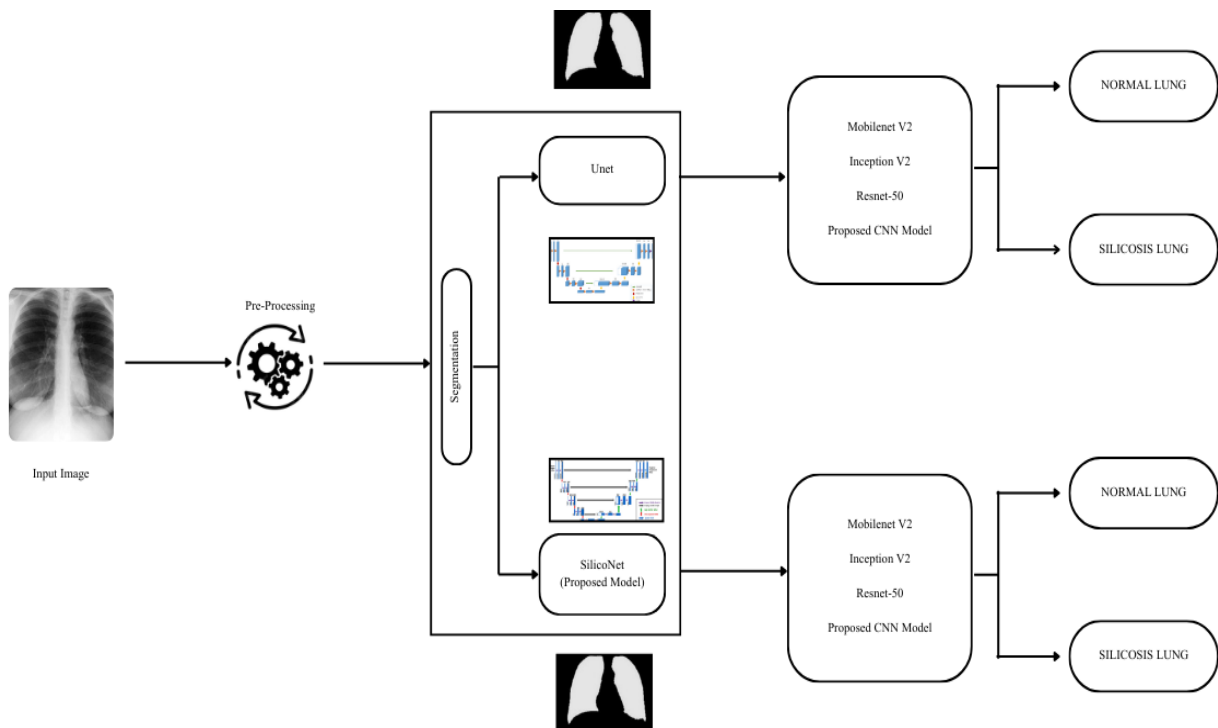 Unet
Mobilenet V2
Inception V2
Resnet-50
Proposed CNN Model
NORMAL LUNG
SILICOSIS LUNG
Pre-Processing
Input Image
Segmentation
SilicoNet
(Proposed Model)
Mobilenet V2
Inception V2
Resnet-50
Proposed CNN Model
NORMAL LUNG
SILICOSIS LUNG